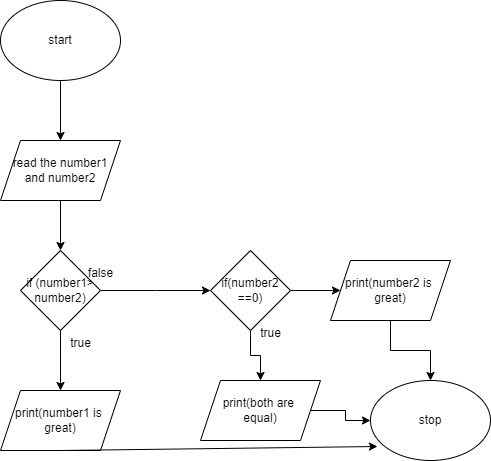 start
read the number1
and number2
if (number1=
number2)
false
if(number2
==0)
print(number2 is
great)
true
true
print(number1 is
great)
print(both are
equal)
stop